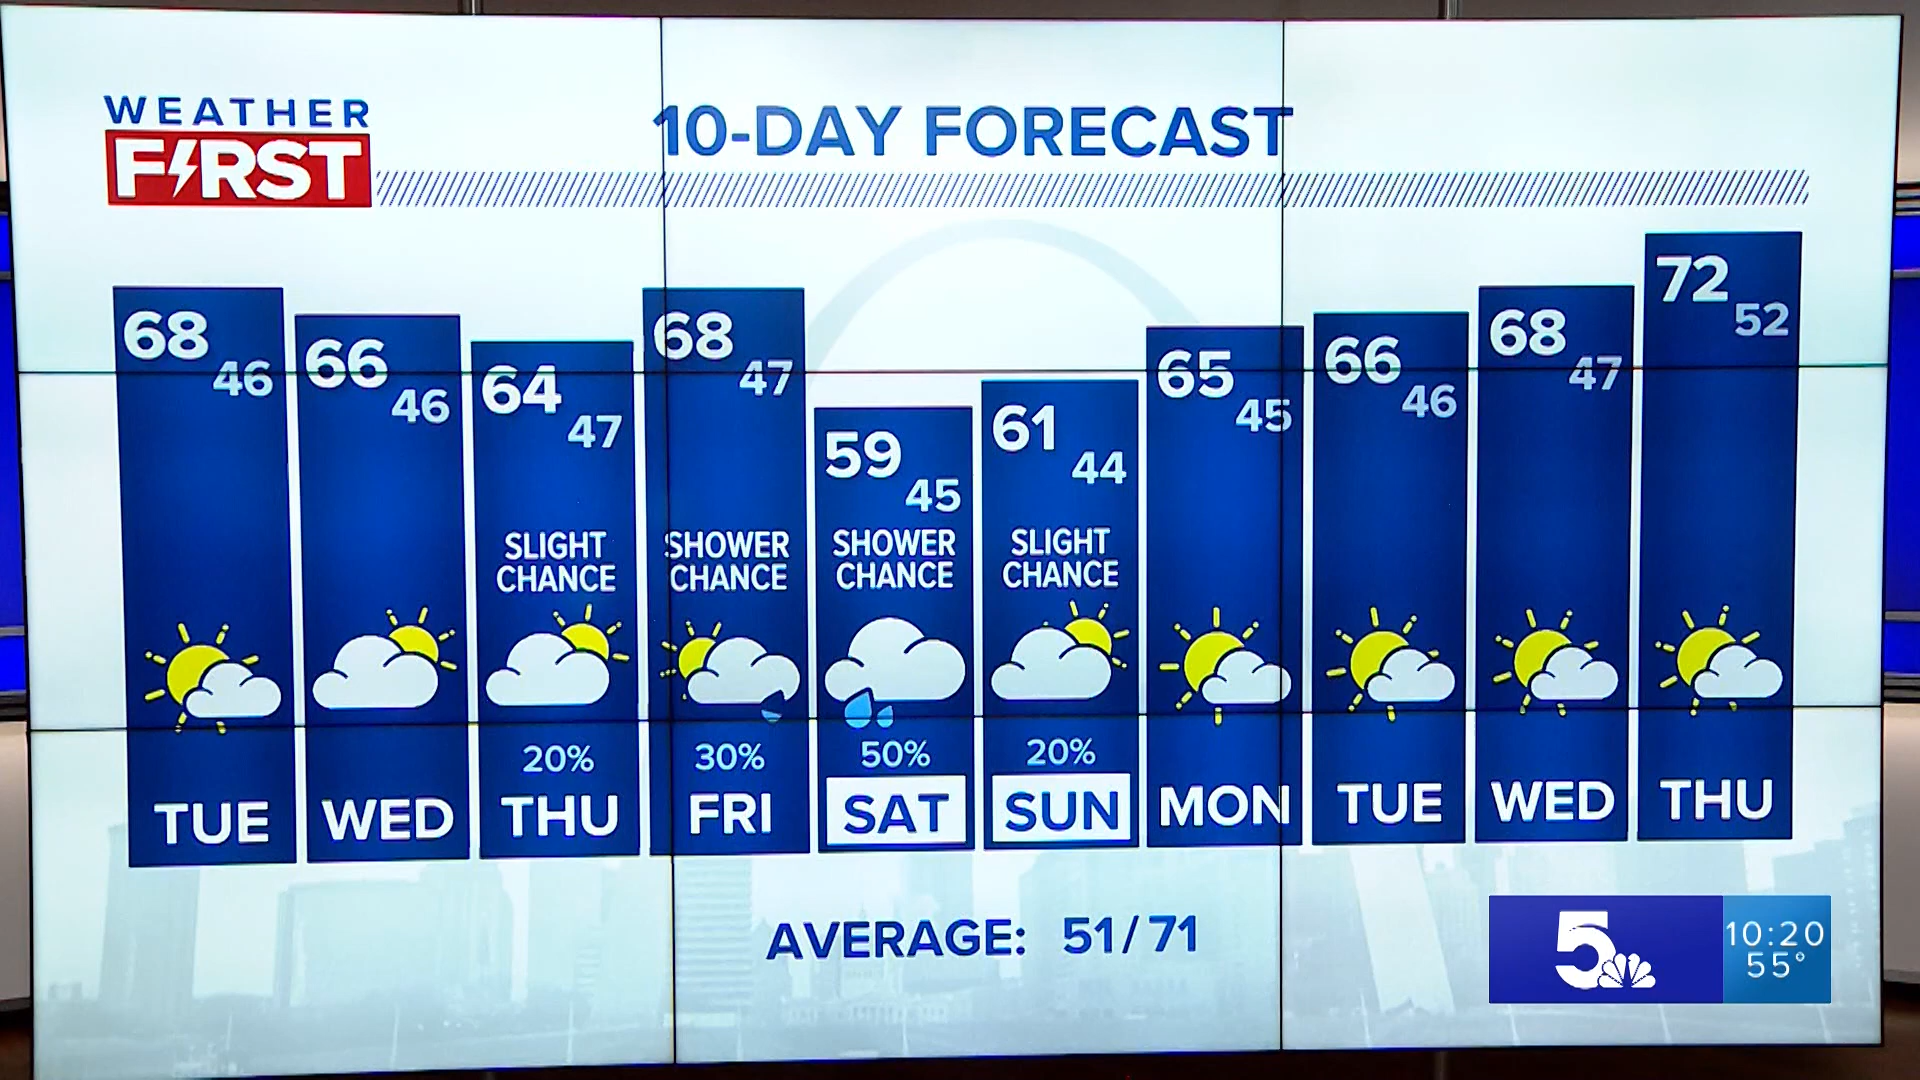 WEATHER
FIRST
10-DAY FORECAST
68
46
66
46
64
47
68
47
59
45
61
44
65
45
66
46
68
47
72
52
SLIGHT
CHANCE
SHOWER
CHANCE
SHOWER
CHANCE
SLIGHT
CHANCE
20%
30%
50%
20%
TUE
WED
THU
FRI
SAT
SUN
MON
TUE
WED
THU
AVERAGE: 51/71
5
10:20
55°